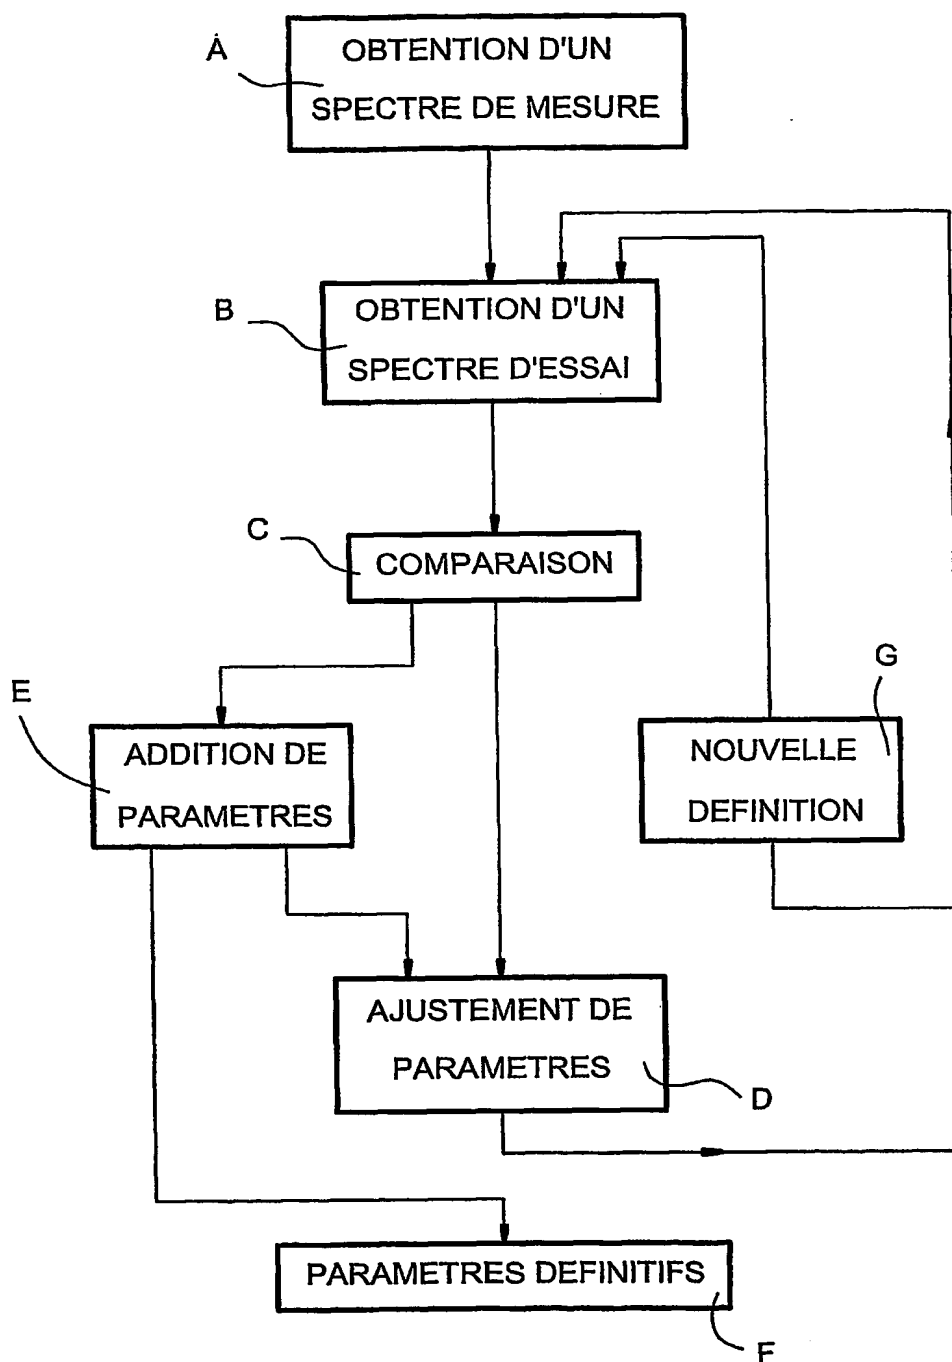 A
OBTENTION D'UN
SPECTRE DE MESURE
B
OBTENTION D'UN
SPECTRE D'ESSAI
C
COMPARAISON
E
ADDITION DE
PARAMETRES
G
NOUVELLE
DEFINITION
AJUSTEMENT DE
PARAMETRES
D
PARAMETRES DEFINITIFS
F